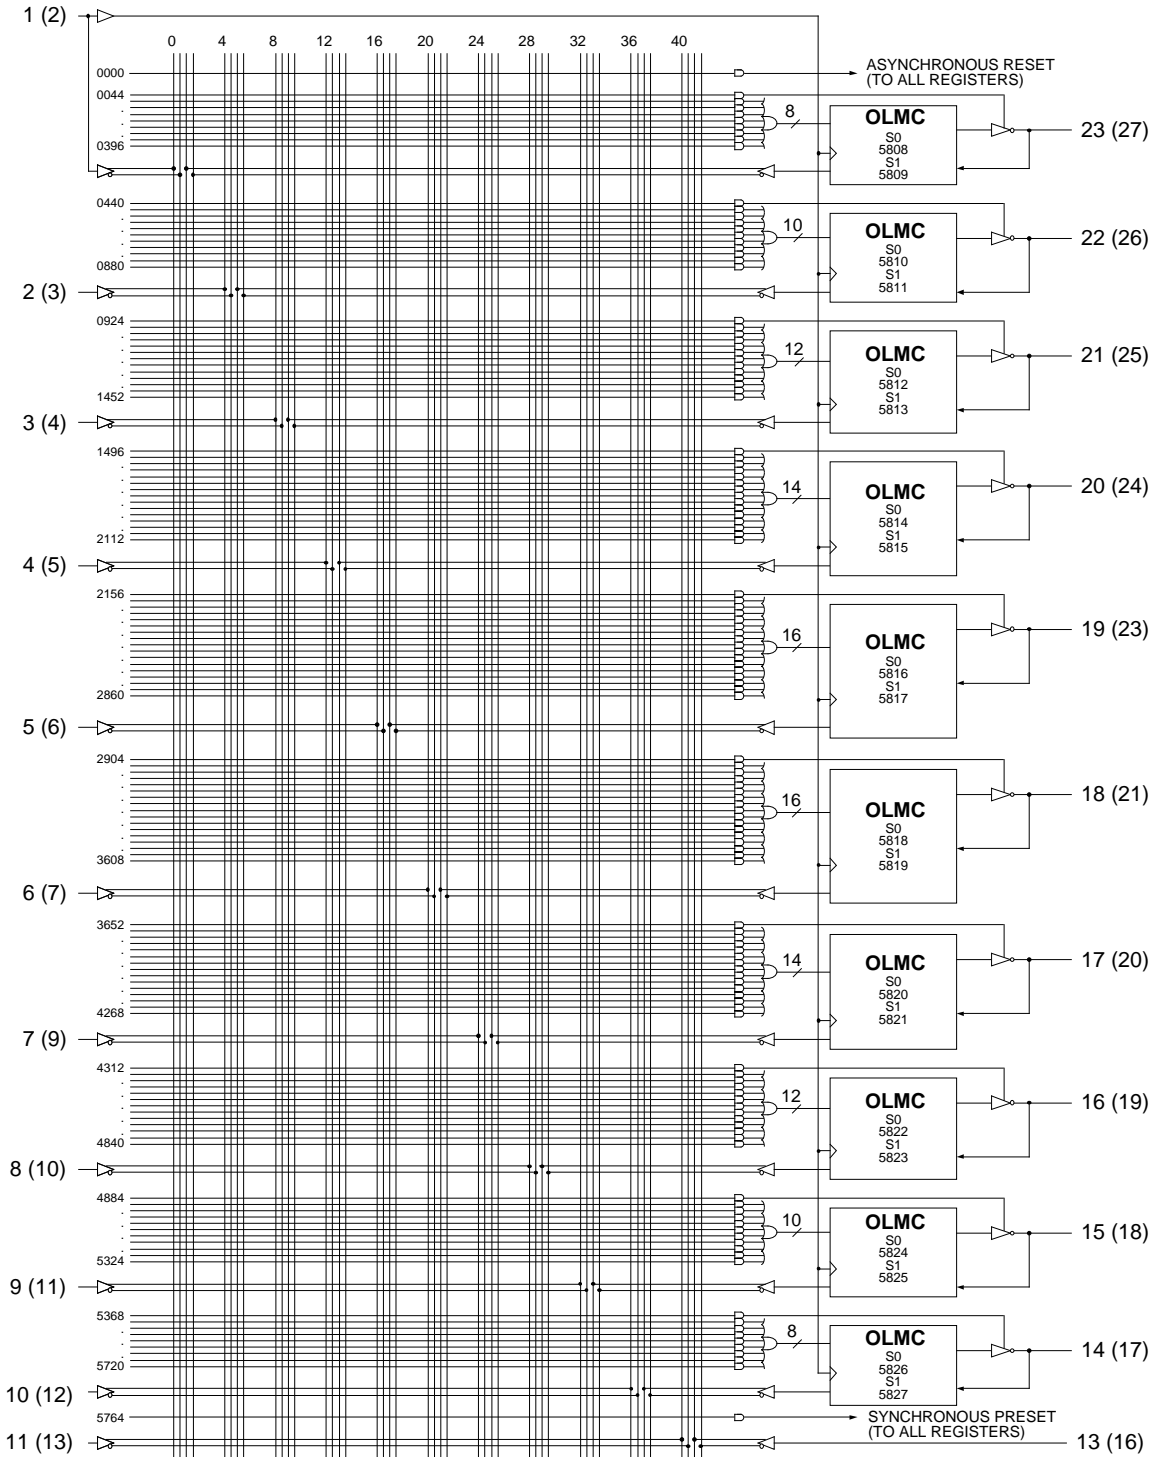 1 (2)
0 4 8 12 16 20 24 28 32 36 40
0000
ASYNCHRONOUS RESET
(TO ALL REGISTERS)
0044
.
.
.
0396
8
OLMC
S0
5808
S1
5809
23 (27)
0440
.
.
.
0880
10
OLMC
S0
5810
S1
5811
22 (26)
2 (3)
0924
.
.
.
1452
12
OLMC
S0
5812
S1
5813
21 (25)
3 (4)
1496
.
.
.
2112
14
OLMC
S0
5814
S1
5815
20 (24)
4 (5)
2156
.
.
.
2860
16
OLMC
S0
5816
S1
5817
19 (23)
5 (6)
2904
.
.
.
3608
16
OLMC
S0
5818
S1
5819
18 (21)
6 (7)
3652
.
.
.
4268
14
OLMC
S0
5820
S1
5821
17 (20)
7 (9)
4312
.
.
.
4840
12
OLMC
S0
5822
S1
5823
16 (19)
8 (10)
4884
.
.
.
5324
10
OLMC
S0
5824
S1
5825
15 (18)
9 (11)
5368
.
.
.
5720
8
OLMC
S0
5826
S1
5827
14 (17)
10 (12)
5764
SYNCHRONOUS PRESET
(TO ALL REGISTERS)
11 (13)
13 (16)